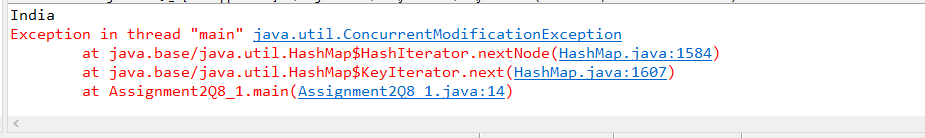 India
Exception in thread "main" java.util.ConcurrentModificationException
at java.base/java.util.HashMap$HashIterator.nextNode(HashMap.java:1584)
at java.base/java.util.HashMap$KeyIterator.next(HashMap.java:1607)
at Assignment2Q8_1.main(Assignment2Q8_1.java:14)